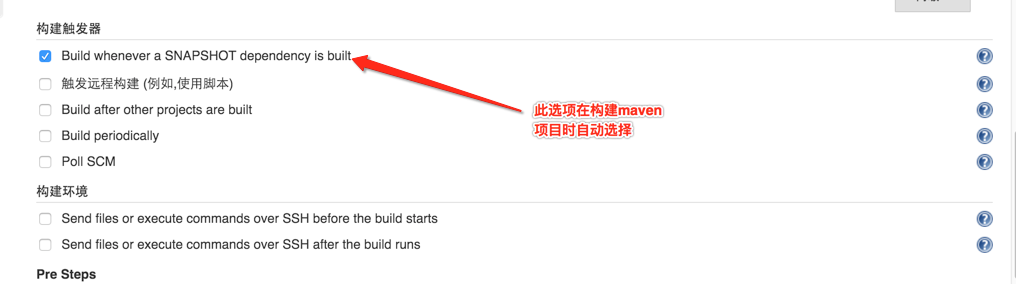 构建触发器
Build whenever a SNAPSHOT dependency is built
触发远程构建 (例如,使用脚本)
Build after other projects are built
Build periodically
Poll SCM
此选项在构建maven
项目时自动选择
构建环境
Send files or execute commands over SSH before the build starts
Send files or execute commands over SSH after the build runs
Pre Steps